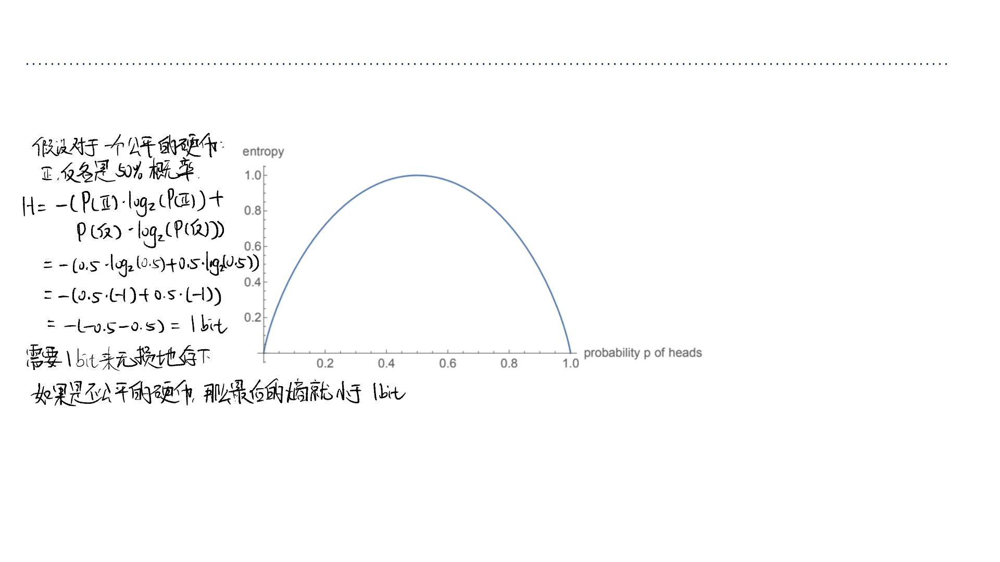 假设对于一个公平的硬币:
正.反各是50%概率.
H= -(P(正)·log₂(P(正))+
P(反)·log₂(P(反)))
= -(0.5·log₂(0.5)+0.5·log₂(0.5))
= -(0.5·(-1)+0.5·(-1))
= -(-0.5-0.5) = 1 bit
需要1bit来无损地存下
如果是不公平的硬币, 那么最后的熵就小于 1bit
entropy
1.0
0.8
0.6
0.4
0.2
0.2 0.4 0.6 0.8 1.0
probability p of heads